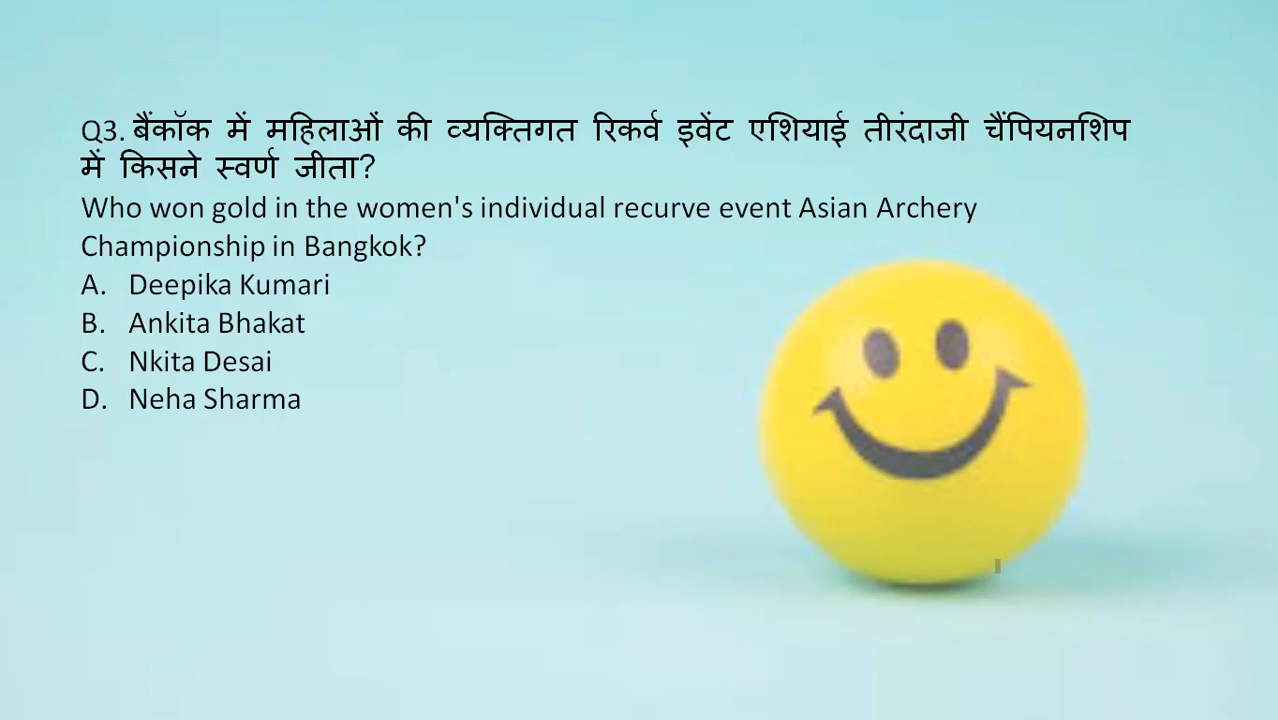 Q3. बैंकॉक में महिलाओं की व्यक्तिगत रिकर्व इवेंट एशियाई तीरंदाजी चैंपियनशिप
में किसने स्वर्ण जीता?
Who won gold in the women's individual recurve event Asian Archery
Championship in Bangkok?
A. Deepika Kumari
B. Ankita Bhakat
C. Nkita Desai
D. Neha Sharma